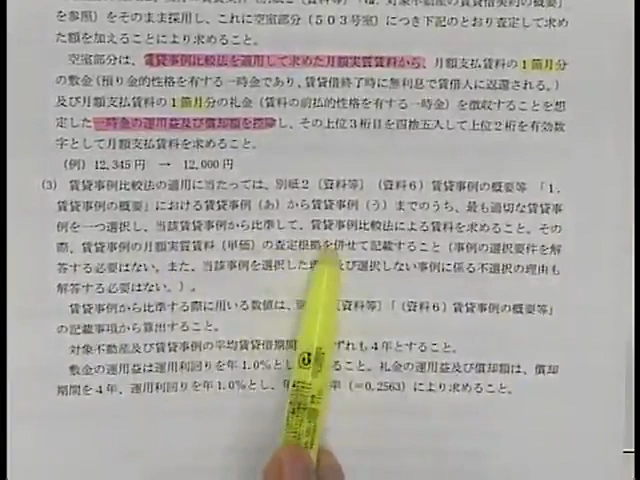 を参照）をそのまま採用し、これに空室部分（５０３号室）につき下記のとおり査定して求め
た額を加えることにより求めること。
空室部分は、賃貸事例比較法を適用して求めた月額実質賃料から、月額支払賃料の１箇月分
の敷金（預り金的性格を有する一時金であり、賃貸借終了時に無利息で賃借人に返還される。）
及び月額支払賃料の１箇月分の礼金（賃料の前払的性格を有する一時金）を徴収することを想
定した一時金の運用益及び償却額を控除し、その上位３桁目を四捨五入して上位２桁を有効数
字として月額支払賃料を求めること。
（例）12,345円　→　12,000円
(3) 賃貸事例比較法の適用に当たっては、別紙２〔資料等〕（資料６）賃貸事例の概要等　「１．
賃貸事例の概要」における賃貸事例（あ）から賃貸事例（う）までのうち、最も適切な賃貸事
例を一つ選択し、当該賃貸事例から比準して、賃貸事例比較法による賃料を求めること。その
際、賃貸事例の月額実質賃料（単価）の査定根拠を併せて記載すること（事例の選択要件を解
答する必要はない。また、当該事例を選択した理 及び選択しない事例に係る不選択の理由も
解答する必要はない。）。
賃貸事例から比準する際に用いる数値は、 〔資料等〕「（資料６）賃貸事例の概要等」
の記載事項から算出すること。
対象不動産及び賃貸事例の平均賃貸借期間 ずれも４年とすること。
敷金の運用益は運用利回りを年1.0%とし ること。礼金の運用益及び償却額は、償却
期間を４年、運用利回りを年1.0%とし、年 率（＝0.2563）により求めること。